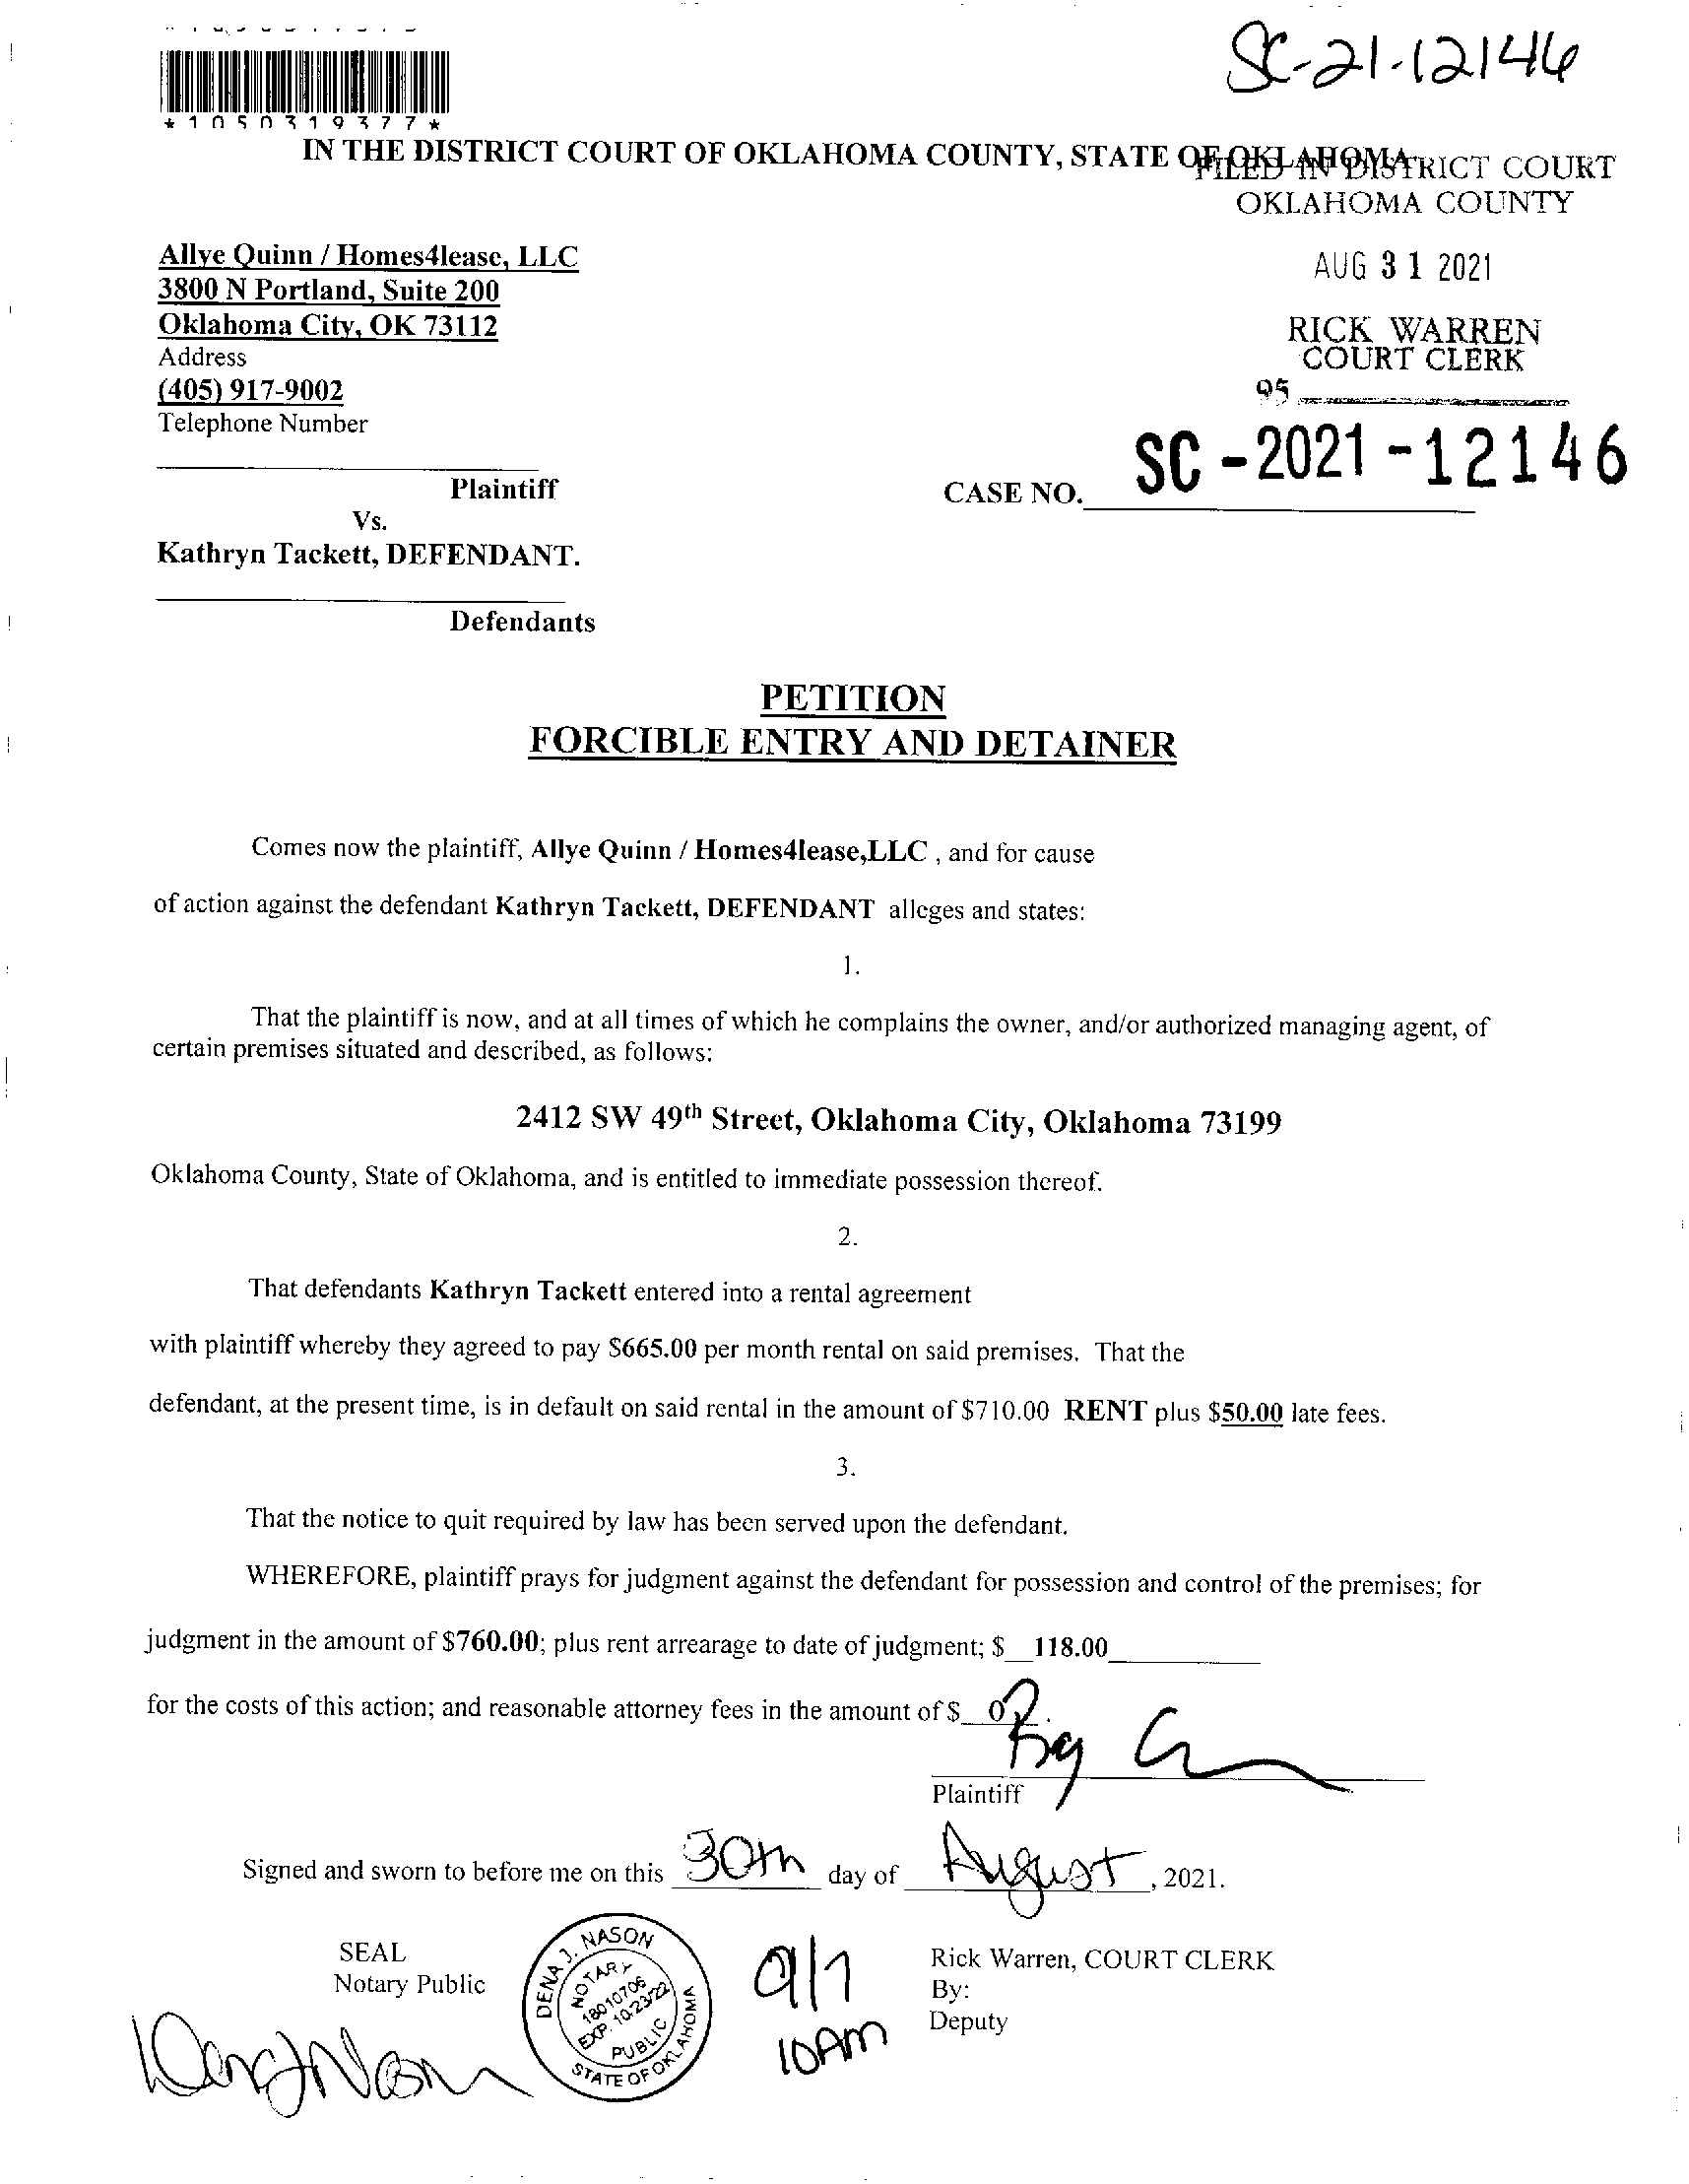 SC-21-12146
*1050319377*
IN THE DISTRICT COURT OF OKLAHOMA COUNTY, STATE OF OKLAHOMA
FILED IN DISTRICT COURT
OKLAHOMA COUNTY
Allye Quinn / Homes4lease, LLC
3800 N Portland, Suite 200
Oklahoma City, OK 73112
Address
(405) 917-9002
Telephone Number
AUG 31 2021
RICK WARREN
COURT CLERK
95
Plaintiff
CASE NO. SC-2021-12146
Vs.
Kathryn Tackett, DEFENDANT.
Defendants
PETITION
FORCIBLE ENTRY AND DETAINER
Comes now the plaintiff, Allye Quinn / Homes4lease,LLC , and for cause
of action against the defendant Kathryn Tackett, DEFENDANT alleges and states:
1.
That the plaintiff is now, and at all times of which he complains the owner, and/or authorized managing agent, of
certain premises situated and described, as follows:
2412 SW 49th Street, Oklahoma City, Oklahoma 73199
Oklahoma County, State of Oklahoma, and is entitled to immediate possession thereof.
2.
That defendants Kathryn Tackett entered into a rental agreement
with plaintiff whereby they agreed to pay $665.00 per month rental on said premises. That the
defendant, at the present time, is in default on said rental in the amount of $710.00 RENT plus $50.00 late fees.
3.
That the notice to quit required by law has been served upon the defendant.
WHEREFORE, plaintiff prays for judgment against the defendant for possession and control of the premises; for
judgment in the amount of $760.00; plus rent arrearage to date of judgment; $__118.00
for the costs of this action; and reasonable attorney fees in the amount of $__0__.
Plaintiff
Signed and sworn to before me on this 30th day of August, 2021.
SEAL
Notary Public
DENA J. NASON
NOTARY
18010706
EXP. 10/23/22
PUBLIC
STATE OF OKLAHOMA
9/7
10AM
Rick Warren, COURT CLERK
By:
Deputy